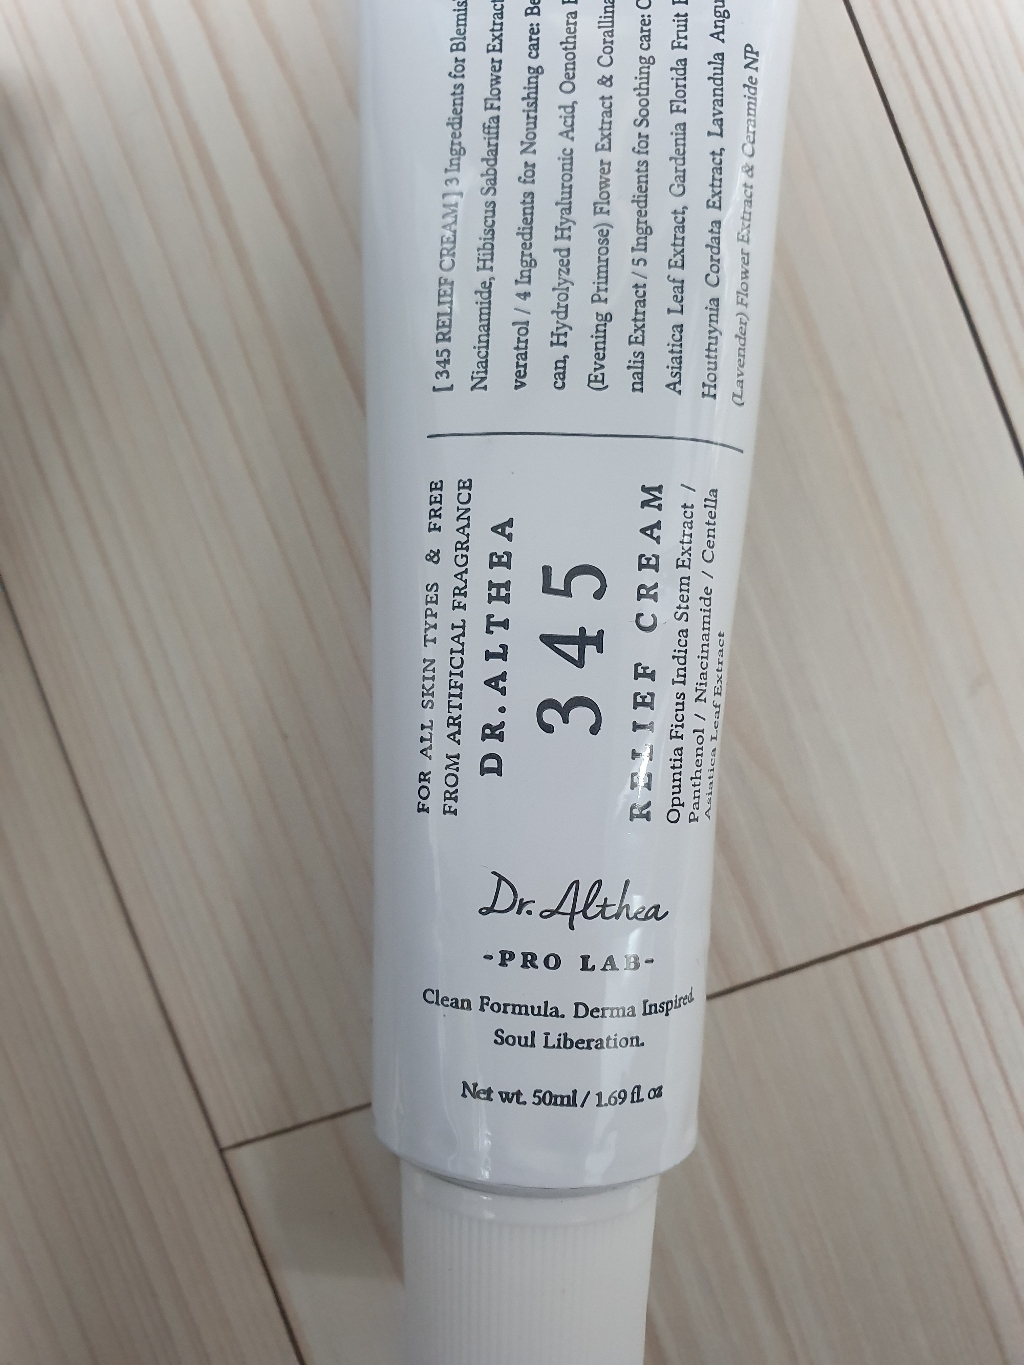 [ 345 RELIEF CREAM ] 3 Ingredients for
Niacinamide, Hibiscus Sabdariffa Flower Extract
veratrol / 4 Ingredients for Nourishing care:
can, Hydrolyzed Hyaluronic Acid, Oenothera
(Evening Primrose) Flower Extract & Corallina
nalis Extract / 5 Ingredients for Soothing care:
Asiatica Leaf Extract, Gardenia Florida Fruit
Houttuynia Cordata Extract, Lavandula
(Lavender) Flower Extract & Ceramide NP
FOR ALL SKIN TYPES & FREE
FROM ARTIFICIAL FRAGRANCE
DR.ALTHEA
345
RELIEF CREAM
Opuntia Ficus Indica Stem Extract /
Panthenol / Niacinamide / Centella
Asiatica Leaf Extract
Dr. Althea
-PRO LAB-
Clean Formula. Derma Inspired.
Soul Liberation.
Net wt. 50ml / 1.69 fl. oz